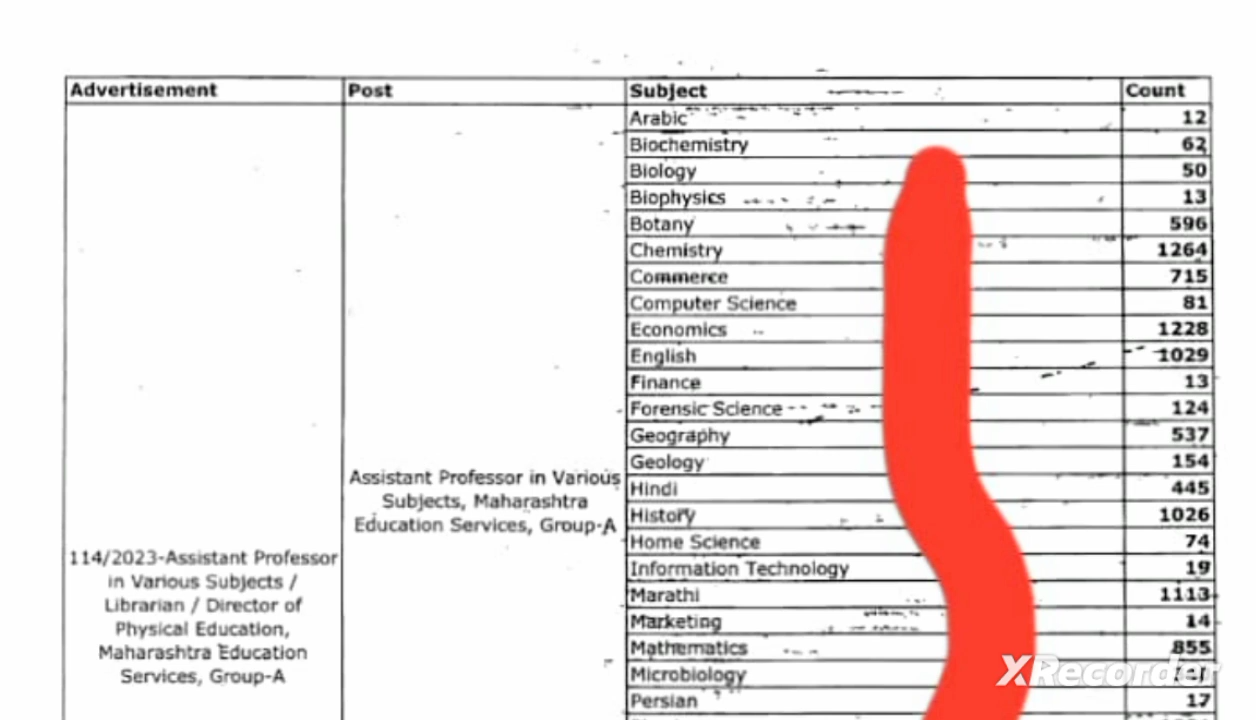 Advertisement Post Subject Count
Arabic 12
Biochemistry 62
Biology 50
Biophysics 13
Botany 596
Chemistry 1264
Commerce 715
Computer Science 81
Economics 1228
English 1029
Finance 13
Forensic Science 124
Geography 537
Geology 154
Hindi 445
History 1026
Home Science 74
Information Technology 19
Marathi 1113
Marketing 14
Mathematics 855
Microbiology
Persian 17
Assistant Professor in Various
Subjects, Maharashtra
Education Services, Group-A
114/2023-Assistant Professor
in Various Subjects /
Librarian / Director of
Physical Education,
Maharashtra Education
Services, Group-A
XRecorder